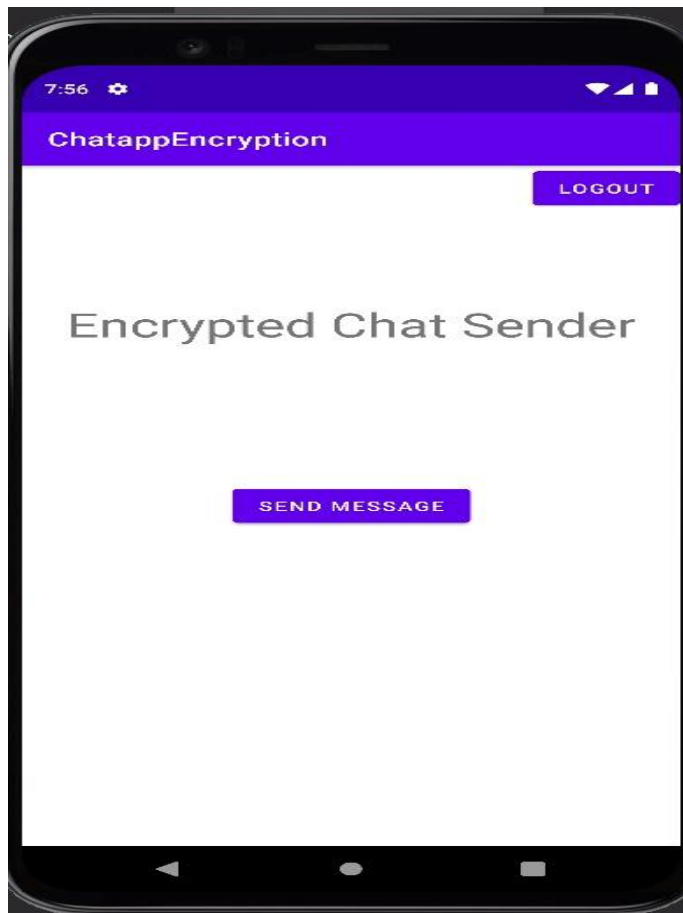 7:56
ChatappEncryption
LOGOUT
Encrypted Chat Sender
SEND MESSAGE